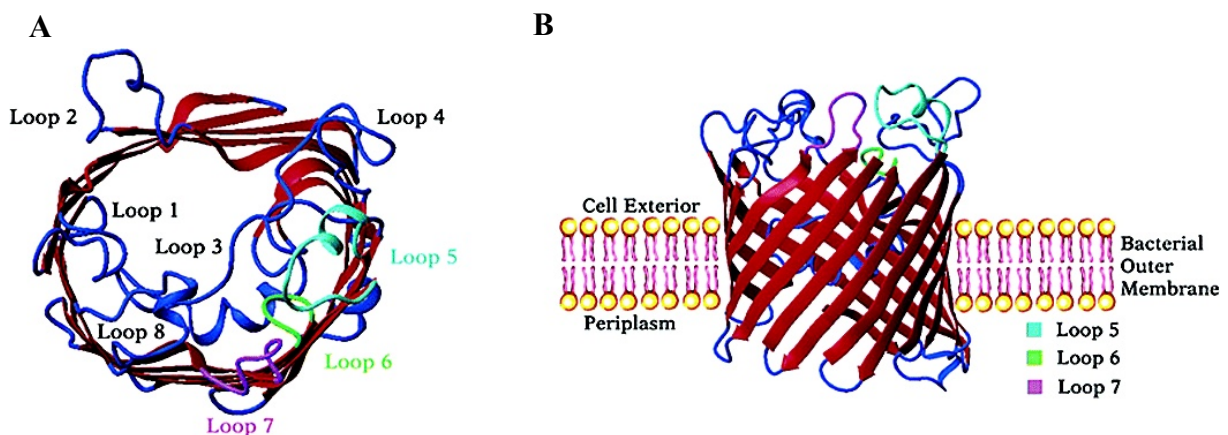 A
Loop 2
Loop 4
Loop 1
Loop 3
Loop 5
Loop 8
Loop 6
Loop 7
B
Cell Exterior
Bacterial
Outer
Membrane
Periplasm
Loop 5
Loop 6
Loop 7